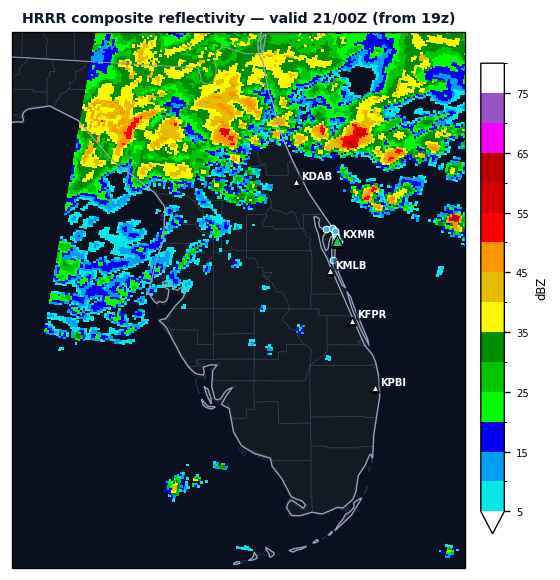 HRRR composite reflectivity — valid 21/00Z (from 19z)
KDAB
KXMR
KMLB
KFPR
KPBI
75
65
55
45
35
25
15
5
dBZ